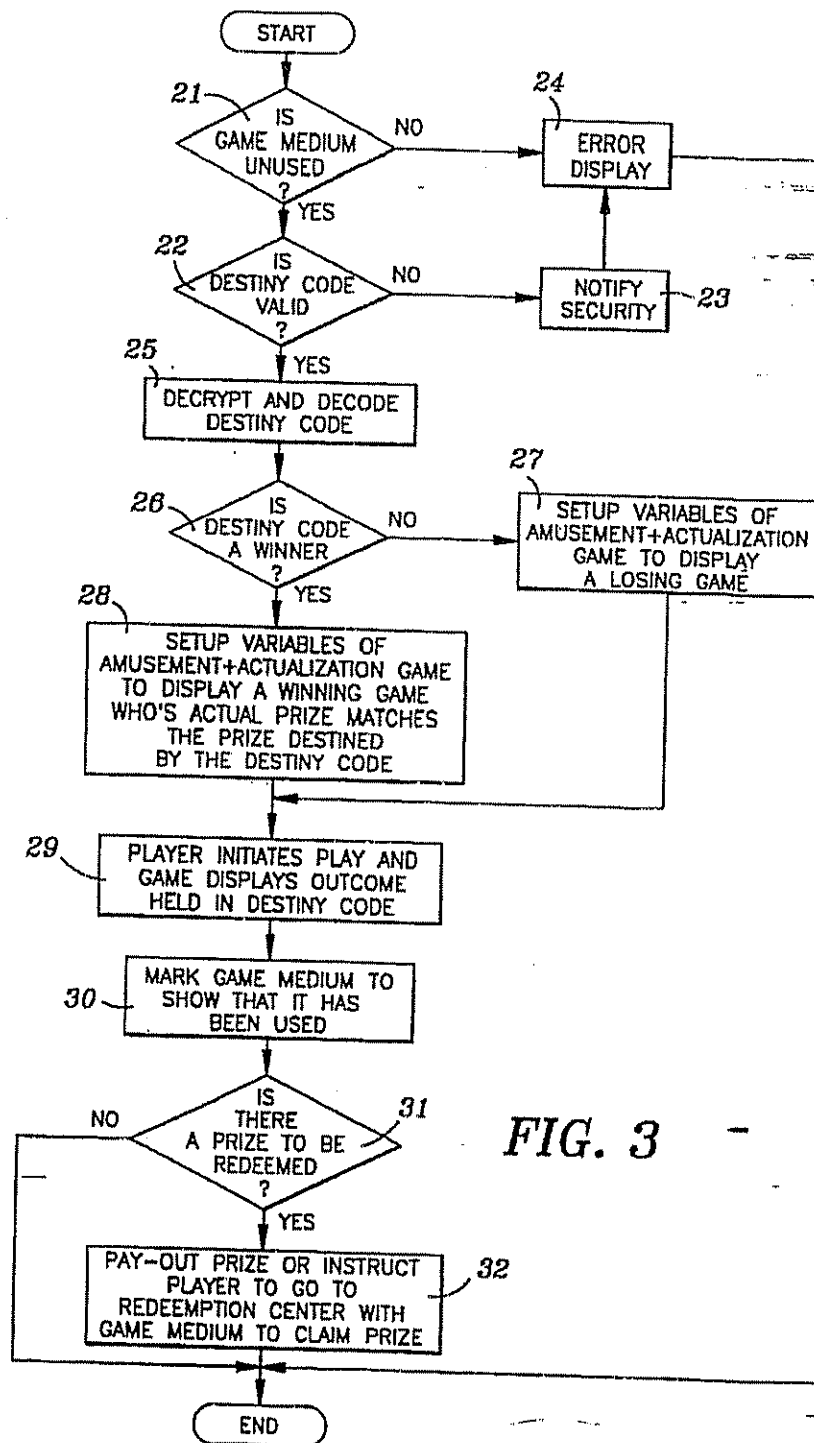 START
21
IS
GAME MEDIUM
UNUSED
?
NO
YES
24
ERROR
DISPLAY
22
IS
DESTINY CODE
VALID
?
NO
YES
NOTIFY
SECURITY
23
25
DECRYPT AND DECODE
DESTINY CODE
26
IS
DESTINY CODE
A WINNER
?
NO
YES
27
SETUP VARIABLES OF
AMUSEMENT+ACTUALIZATION
GAME TO DISPLAY
A LOSING GAME
28
SETUP VARIABLES OF
AMUSEMENT+ACTUALIZATION GAME
TO DISPLAY A WINNING GAME
WHO'S ACTUAL PRIZE MATCHES
THE PRIZE DESTINED
BY THE DESTINY CODE
29
PLAYER INITIATES PLAY AND
GAME DISPLAYS OUTCOME
HELD IN DESTINY CODE
30
MARK GAME MEDIUM TO
SHOW THAT IT HAS
BEEN USED
31
IS
THERE
A PRIZE TO BE
REDEEMED
?
NO
YES
FIG. 3
32
PAY-OUT PRIZE OR INSTRUCT
PLAYER TO GO TO
REDEEMPTION CENTER WITH
GAME MEDIUM TO CLAIM PRIZE
END